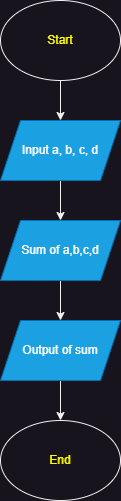 Start
Input a, b, c, d
Sum of a,b,c,d
Output of sum
End